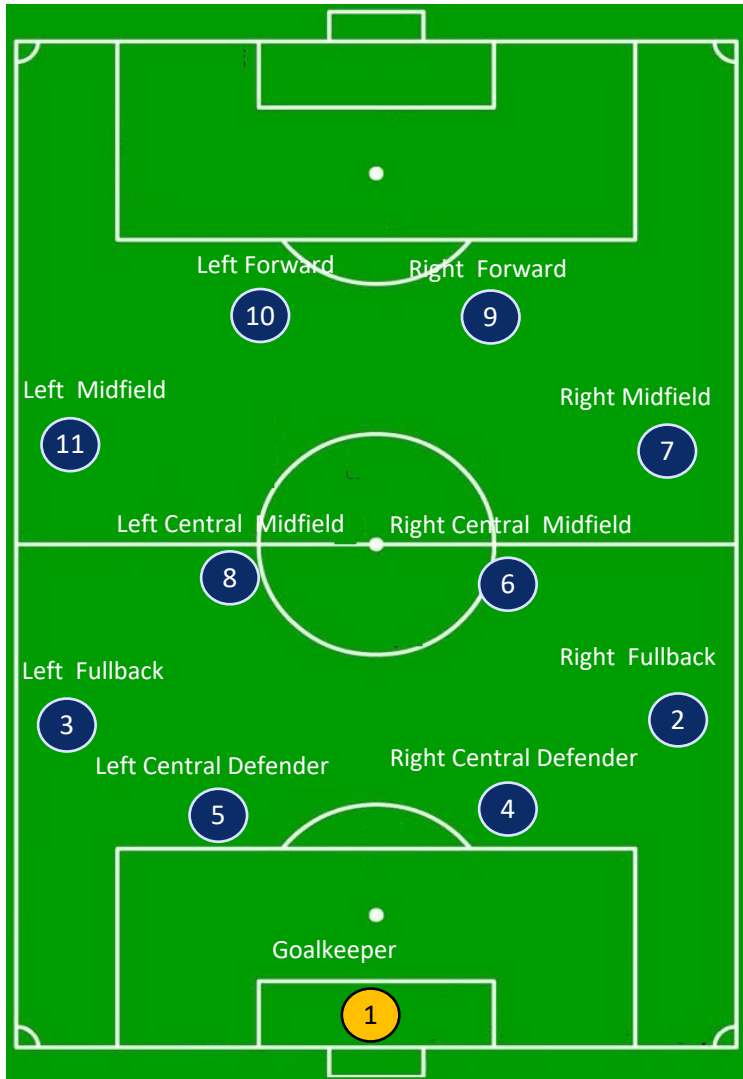 Left Forward
Right  Forward
10
9
Left  Midfield
Right Midfield
11
7
Left Central  Midfield
Right Central  Midfield
8
6
Left  Fullback
Right  Fullback
3
2
Left Central Defender
Right Central Defender
5
4
Goalkeeper
1